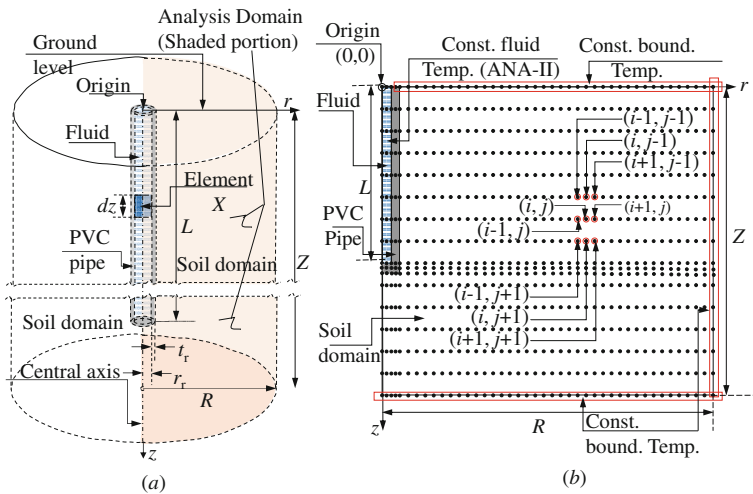 Analysis Domain
(Shaded portion)
Ground
level
Origin
r
Fluid
Element
dz
X
L
PVC
pipe
Z
Soil domain
Soil domain
t_r
Central axis
r_r
R
z
(a)
Origin
(0,0)
Const. fluid
Temp. (ANA-II)
Const. bound.
Temp.
r
Fluid
(i-1, j-1)
(i, j-1)
(i+1, j-1)
L
(i, j)
(i+1, j)
(i-1, j)
PVC
Pipe
Z
(i-1, j+1)
(i, j+1)
(i+1, j+1)
Soil
domain
R
z
Const.
bound. Temp.
(b)